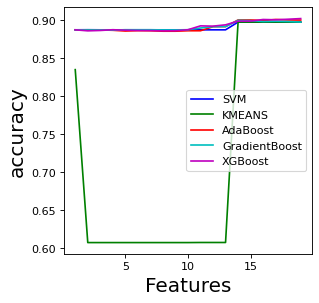 0.90
0.85
0.80
0.75
0.70
0.65
0.60
accuracy
SVM
KMEANS
AdaBoost
GradientBoost
XGBoost
5 10 15
Features